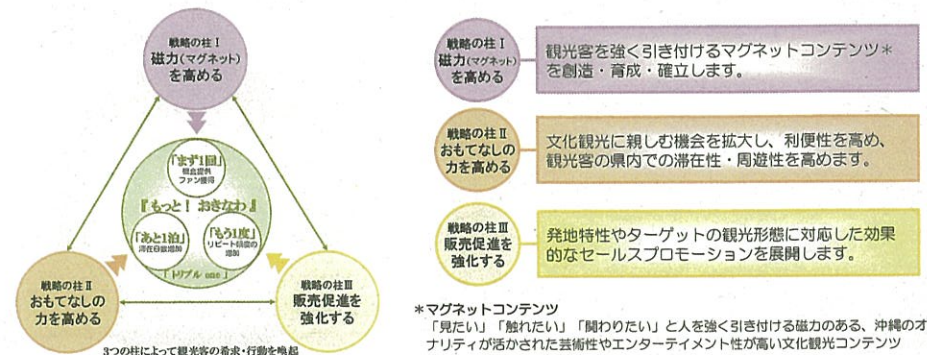 戦略の柱 I
磁力(マグネット)
を高める
「まず1回」
機会提供
ファン獲得
『もっと! おきなわ』
「あと1泊」
滞在日数増加
「もう1度」
リピート頻度の
増加
「トリプル one」
戦略の柱 II
おもてなしの
力を高める
戦略の柱 III
販売促進を
強化する
3つの柱によって観光客の希求・行動を喚起
戦略の柱 I
磁力(マグネット)
を高める
観光客を強く引き付けるマグネットコンテンツ*
を創造・育成・確立します。
戦略の柱 II
おもてなしの
力を高める
文化観光に親しむ機会を拡大し、利便性を高め、
観光客の県内での滞在性・周遊性を高めます。
戦略の柱 III
販売促進を
強化する
発地特性やターゲットの観光形態に対応した効果
的なセールスプロモーションを展開します。
*マグネットコンテンツ
「見たい」「触れたい」「関わりたい」と人を強く引き付ける磁力のある、沖縄のオ
ナリティが活かされた芸術性やエンターテイメント性が高い文化観光コンテンツ